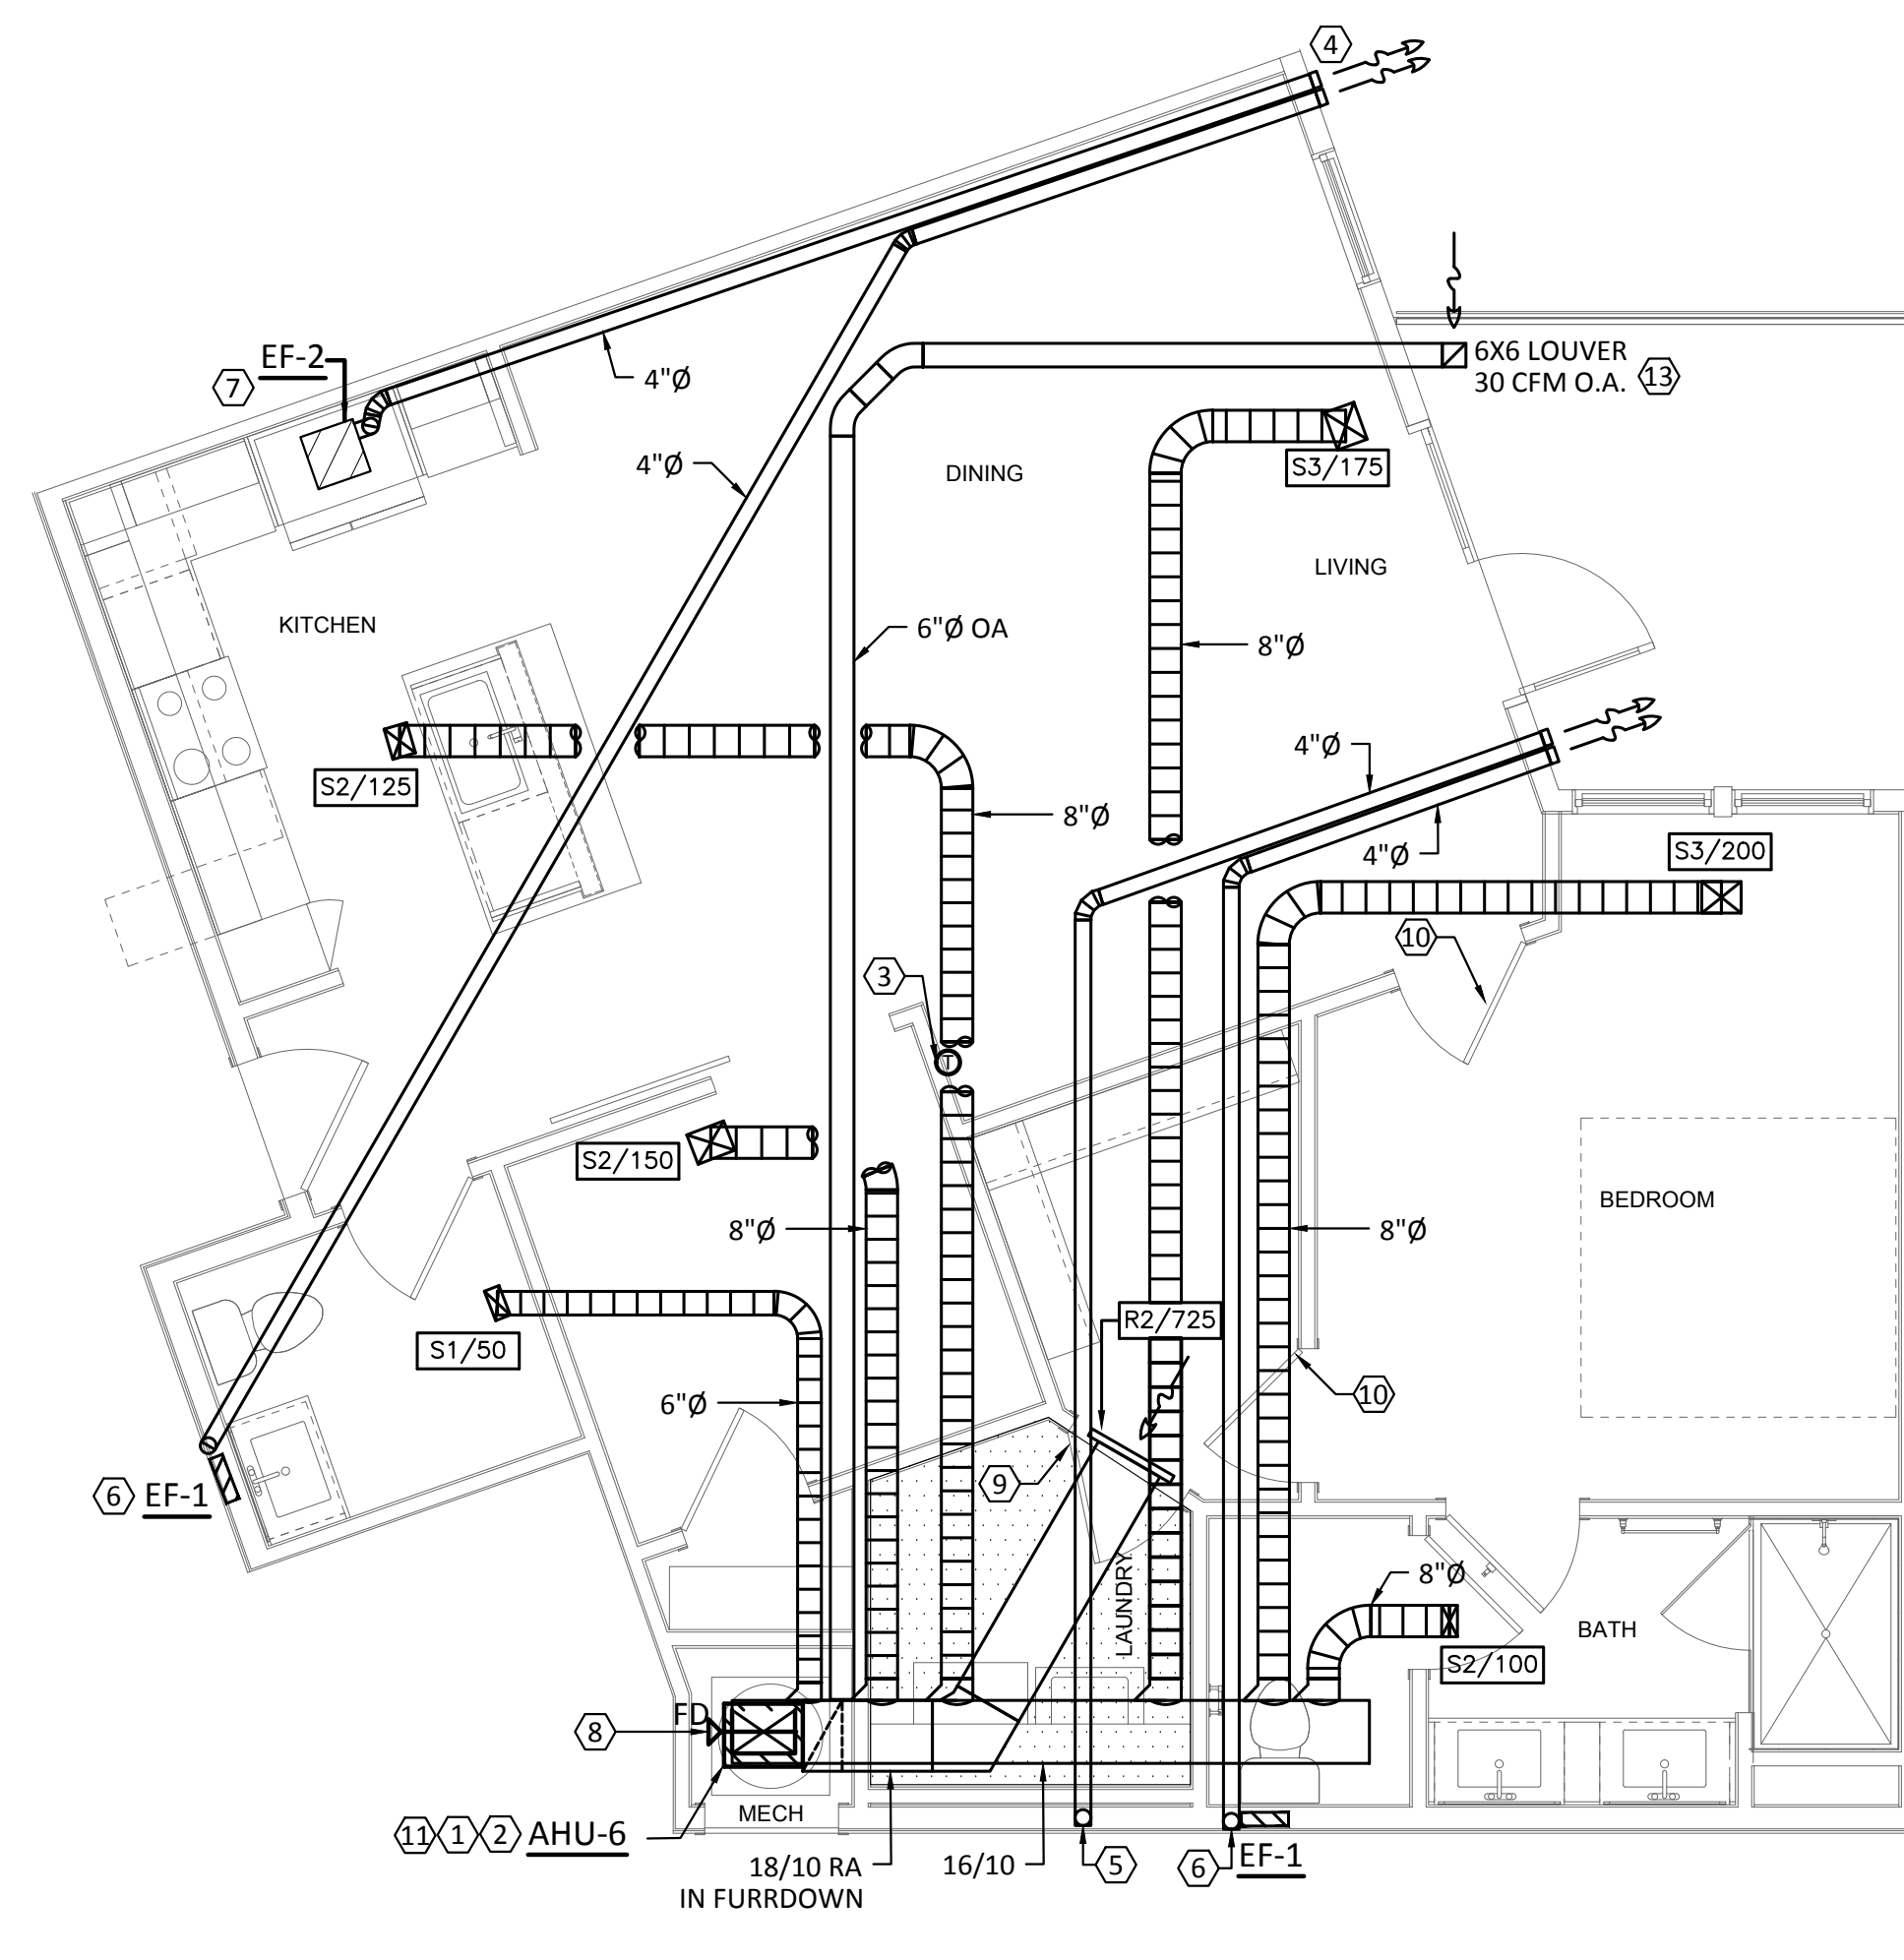 4
EF-2
7
4"Ø
6X6 LOUVER
30 CFM O.A. 13
4"Ø
DINING
S3/175
LIVING
KITCHEN
6"Ø OA
8"Ø
4"Ø
S2/125
8"Ø
4"Ø
S3/200
10
3
T
S2/150
BEDROOM
8"Ø
8"Ø
R2/725
S1/50
6"Ø
10
9
6 EF-1
8"Ø
LAUNDRY
BATH
S2/100
FD
8
MECH
11 1 2 AHU-6
18/10 RA
IN FURRDOWN
16/10
5
6 EF-1